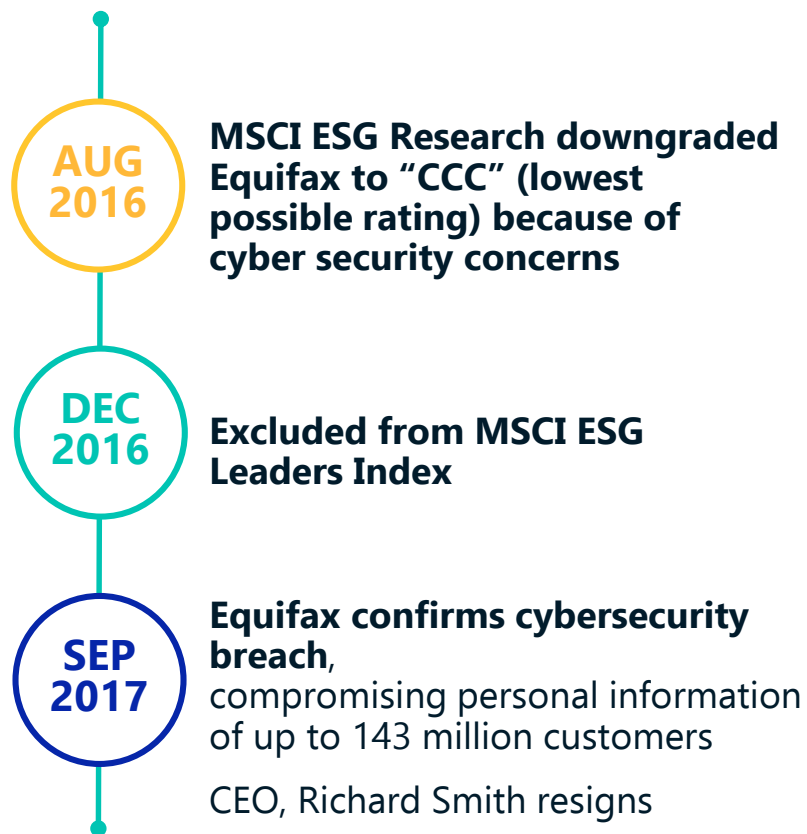 AUG
2016
MSCI ESG Research downgraded
Equifax to “CCC” (lowest
possible rating) because of
cyber security concerns
DEC
2016
Excluded from MSCI ESG
Leaders Index
SEP
2017
Equifax confirms cybersecurity
breach,
compromising personal information
of up to 143 million customers
CEO, Richard Smith resigns